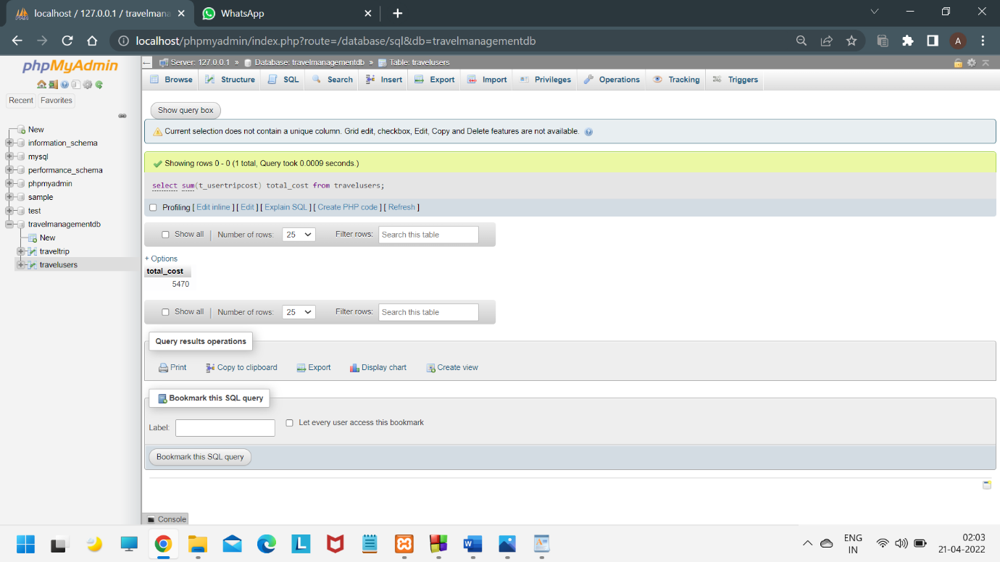 localhost / 127.0.0.1 / travelmana
WhatsApp
localhost/phpmyadmin/index.php?route=/database/sql&db=travelmanagementdb
A
phpMyAdmin
Recent
Favorites
New
information_schema
mysql
performance_schema
phpmyadmin
sample
test
travelmanagementdb
New
traveltrip
travelusers
Server: 127.0.0.1 » Database: travelmanagementdb » Table: travelusers
Browse Structure SQL Search Insert Export Import Privileges Operations Tracking Triggers
Show query box
Current selection does not contain a unique column. Grid edit, checkbox, Edit, Copy and Delete features are not available.
Showing rows 0 - 0 (1 total, Query took 0.0009 seconds.)
select sum(t_usertripcost) total_cost from travelusers;
Profiling [ Edit inline ] [ Edit ] [ Explain SQL ] [ Create PHP code ] [ Refresh ]
Show all | Number of rows: 25 Filter rows: Search this table
+ Options
total_cost
5470
Show all | Number of rows: 25 Filter rows: Search this table
Query results operations
Print Copy to clipboard Export Display chart Create view
Bookmark this SQL query
Label: Let every user access this bookmark
Bookmark this SQL query
Console
ENG
IN
02:03
21-04-2022